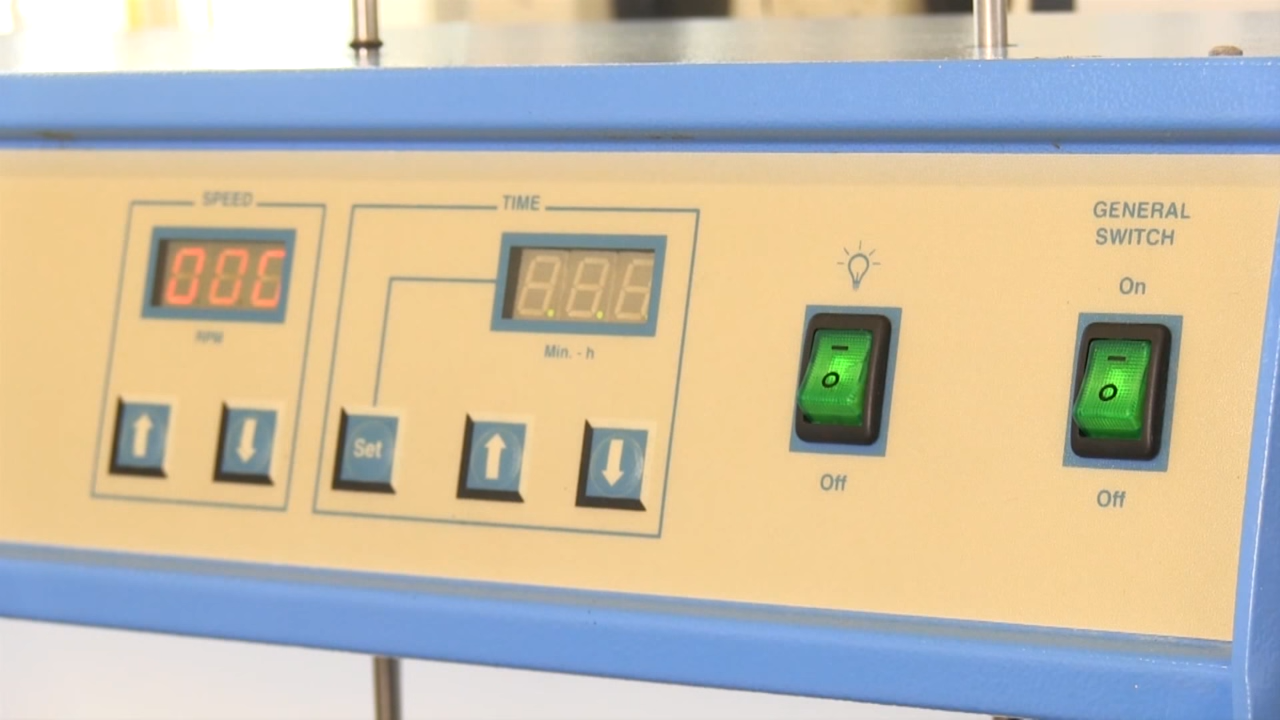 SPEED
000
RPM
TIME
Min. - h
Set
Off
GENERAL
SWITCH
On
Off